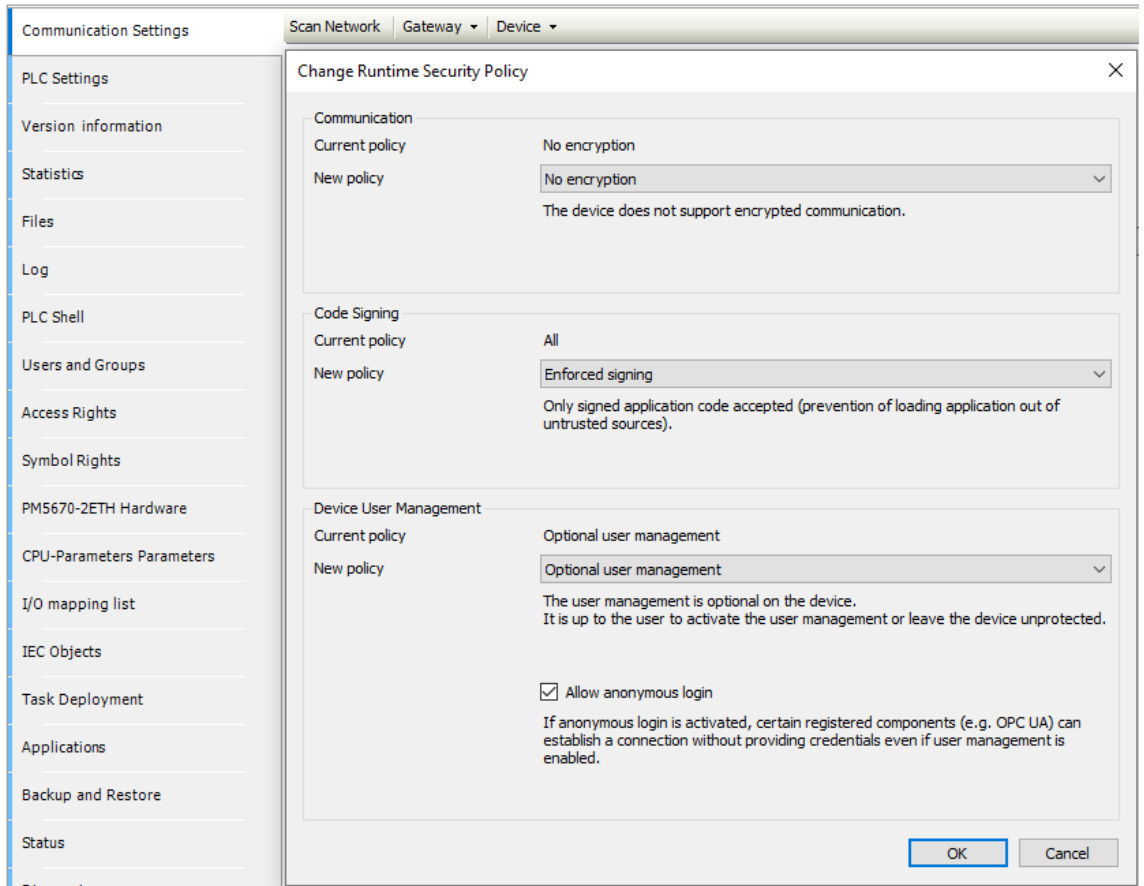 Communication Settings
PLC Settings
Version information
Statistics
Files
Log
PLC Shell
Users and Groups
Access Rights
Symbol Rights
PM5670-2ETH Hardware
CPU-Parameters Parameters
I/O mapping list
IEC Objects
Task Deployment
Applications
Backup and Restore
Status
Scan Network Gateway Device
Change Runtime Security Policy
Communication
Current policy No encryption
New policy No encryption
The device does not support encrypted communication.
Code Signing
Current policy All
New policy Enforced signing
Only signed application code accepted (prevention of loading application out of
untrusted sources).
Device User Management
Current policy Optional user management
New policy Optional user management
The user management is optional on the device.
It is up to the user to activate the user management or leave the device unprotected.
Allow anonymous login
If anonymous login is activated, certain registered components (e.g. OPC UA) can
establish a connection without providing credentials even if user management is
enabled.
OK Cancel